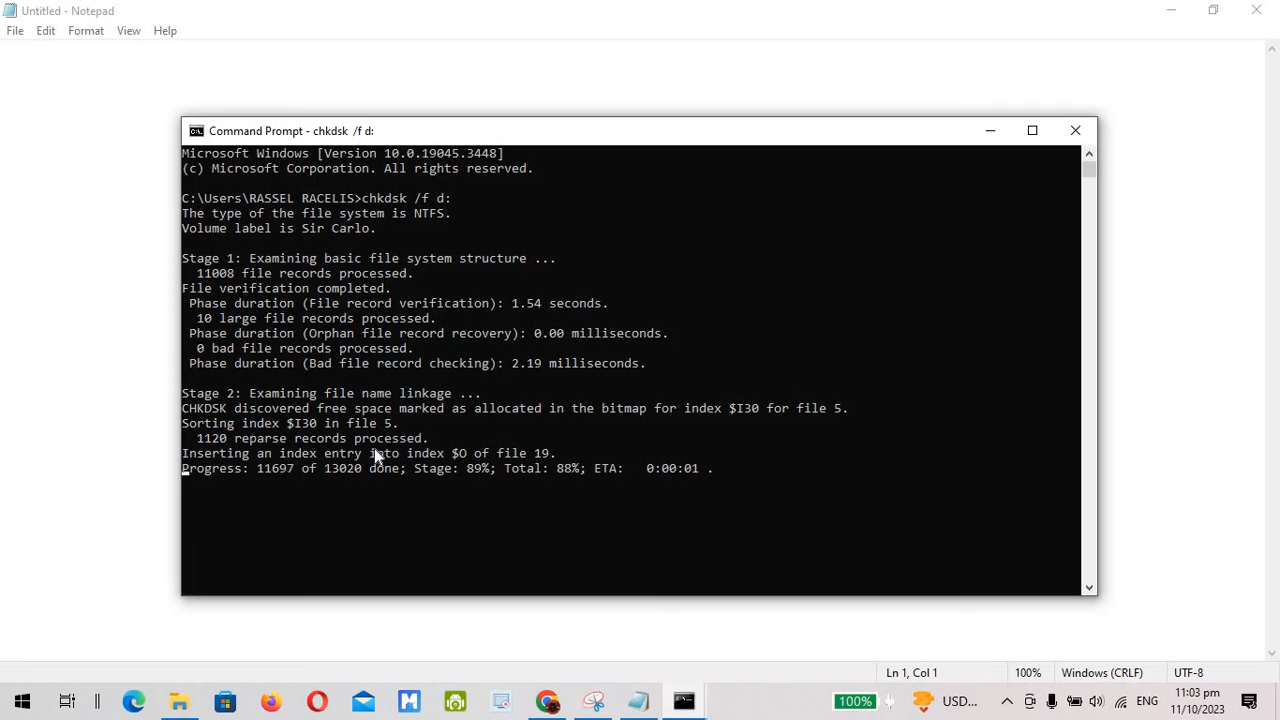 Untitled - Notepad
File Edit Format View Help
Command Prompt - chkdsk /f d:
Microsoft Windows [Version 10.0.19045.3448]
(c) Microsoft Corporation. All rights reserved.
C:\Users\RASSEL RACELIS>chkdsk /f d:
The type of the file system is NTFS.
Volume label is Sir Carlo.
Stage 1: Examining basic file system structure ...
11008 file records processed.
File verification completed.
Phase duration (File record verification): 1.54 seconds.
10 large file records processed.
Phase duration (Orphan file record recovery): 0.00 milliseconds.
0 bad file records processed.
Phase duration (Bad file record checking): 2.19 milliseconds.
Stage 2: Examining file name linkage ...
CHKDSK discovered free space marked as allocated in the bitmap for index $I30 for file 5.
Sorting index $I30 in file 5.
1120 reparse records processed.
Inserting an index entry into index $O of file 19.
Progress: 11697 of 13020 done; Stage: 89%; Total: 88%; ETA: 0:00:01 .
Ln 1, Col 1 100% Windows (CRLF) UTF-8
100% USD... ENG 11:03 pm
11/10/2023